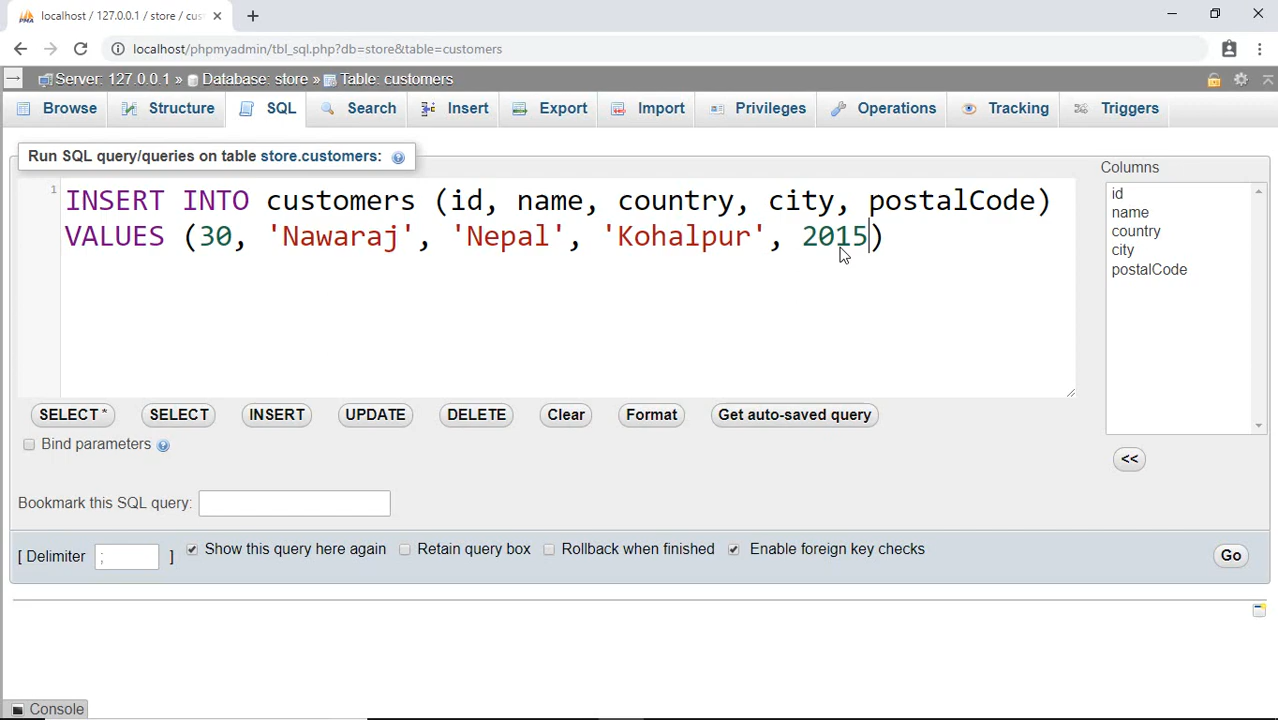 localhost / 127.0.0.1 / store / cus
localhost/phpmyadmin/tbl_sql.php?db=store&table=customers
Server: 127.0.0.1 » Database: store » Table: customers
Browse Structure SQL Search Insert Export Import Privileges Operations Tracking Triggers
Run SQL query/queries on table store.customers:
Columns
1
INSERT INTO customers (id, name, country, city, postalCode)
VALUES (30, 'Nawaraj', 'Nepal', 'Kohalpur', 2015)
id
name
country
city
postalCode
SELECT * SELECT INSERT UPDATE DELETE Clear Format Get auto-saved query
Bind parameters
<<
Bookmark this SQL query:
[ Delimiter ; ] Show this query here again Retain query box Rollback when finished Enable foreign key checks Go
Console